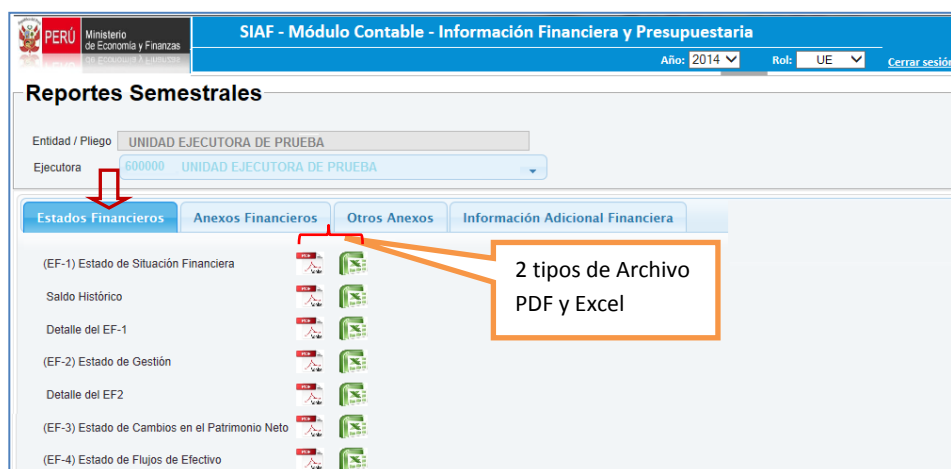 PERÚ Ministerio de Economía y Finanzas
SIAF - Módulo Contable - Información Financiera y Presupuestaria
Año: 2014 Rol: UE Cerrar sesión
Reportes Semestrales
Entidad / Pliego UNIDAD EJECUTORA DE PRUEBA
Ejecutora 600000 UNIDAD EJECUTORA DE PRUEBA
Estados Financieros Anexos Financieros Otros Anexos Información Adicional Financiera
(EF-1) Estado de Situación Financiera
Saldo Histórico
Detalle del EF-1
(EF-2) Estado de Gestión
Detalle del EF2
(EF-3) Estado de Cambios en el Patrimonio Neto
(EF-4) Estado de Flujos de Efectivo
2 tipos de Archivo
PDF y Excel